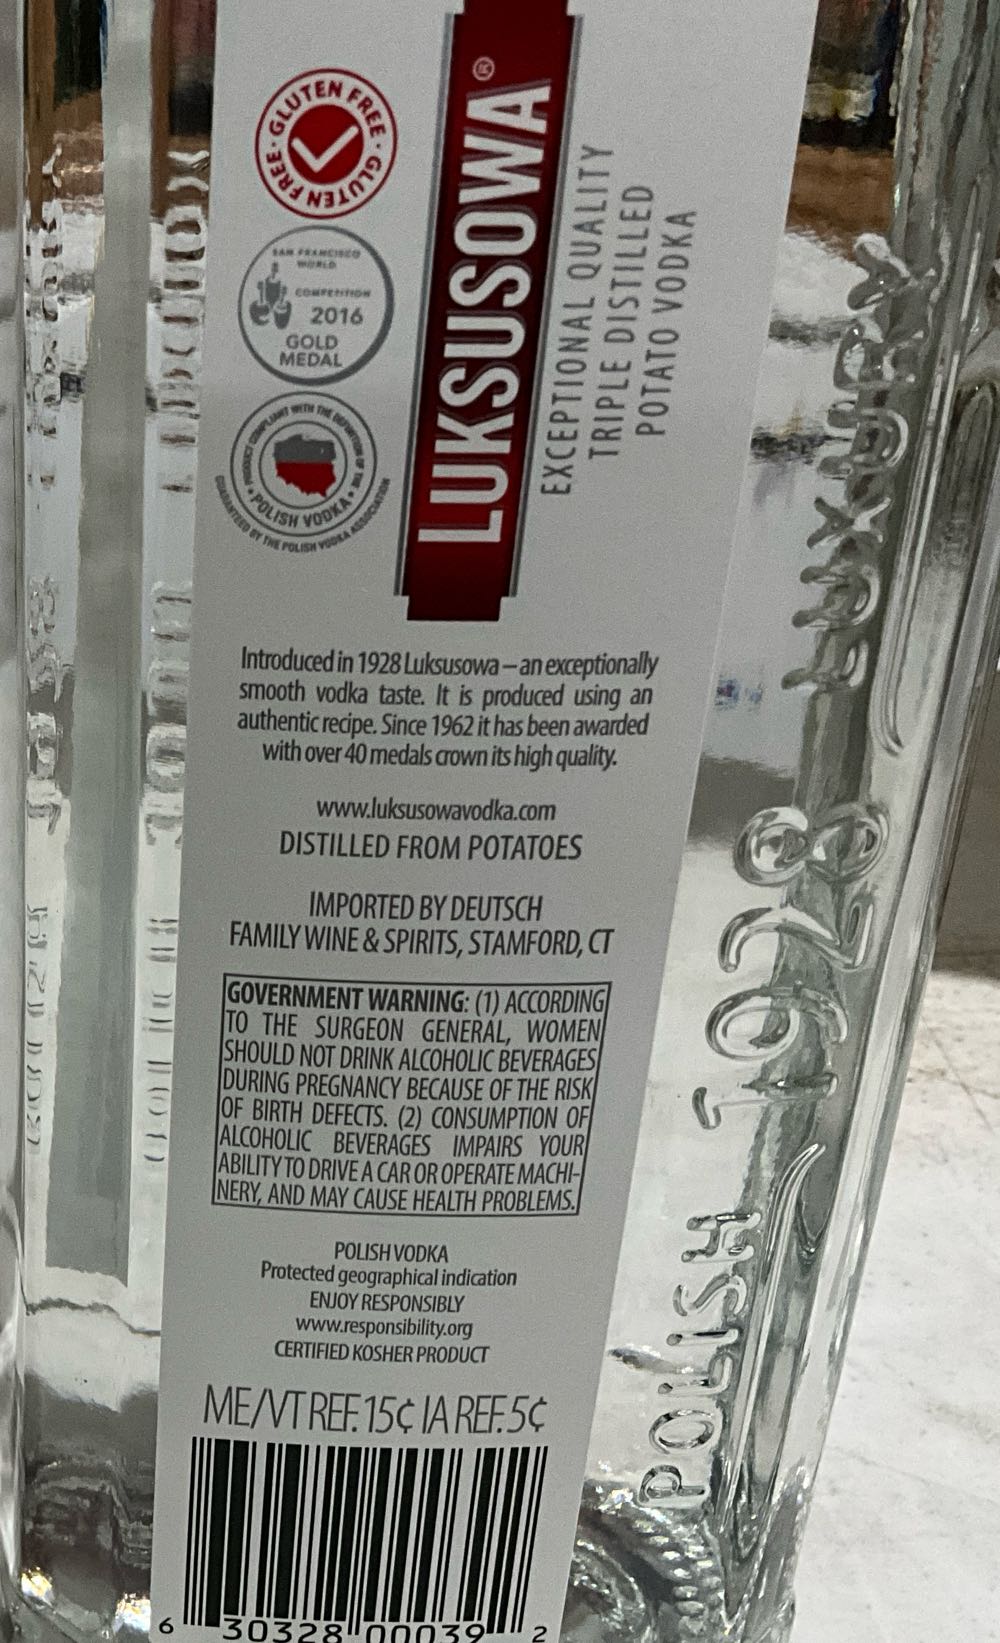 GLUTEN FREE · GLUTEN FREE ·
SAN FRANCISCO
WORLD
COMPETITION
2016
GOLD
MEDAL
COMPLIANT WITH THE DEFINITION OF THE
POLISH VODKA
GUARANTEED BY THE POLISH VODKA ASSOCIATION
LUKSUSOWA®
EXCEPTIONAL QUALITY
TRIPLE DISTILLED
POTATO VODKA
Introduced in 1928 Luksusowa – an exceptionally
smooth vodka taste. It is produced using an
authentic recipe. Since 1962 it has been awarded
with over 40 medals crown its high quality.
www.luksusowavodka.com
DISTILLED FROM POTATOES
IMPORTED BY DEUTSCH
FAMILY WINE & SPIRITS, STAMFORD, CT
GOVERNMENT WARNING: (1) ACCORDING
TO THE SURGEON GENERAL, WOMEN
SHOULD NOT DRINK ALCOHOLIC BEVERAGES
DURING PREGNANCY BECAUSE OF THE RISK
OF BIRTH DEFECTS. (2) CONSUMPTION OF
ALCOHOLIC BEVERAGES IMPAIRS YOUR
ABILITY TO DRIVE A CAR OR OPERATE MACHI-
NERY, AND MAY CAUSE HEALTH PROBLEMS.
POLISH VODKA
Protected geographical indication
ENJOY RESPONSIBLY
www.responsibility.org
CERTIFIED KOSHER PRODUCT
ME/VT REF. 15¢ IA REF. 5¢
6 30328 00039 2
POLISH 1928 LUXURY